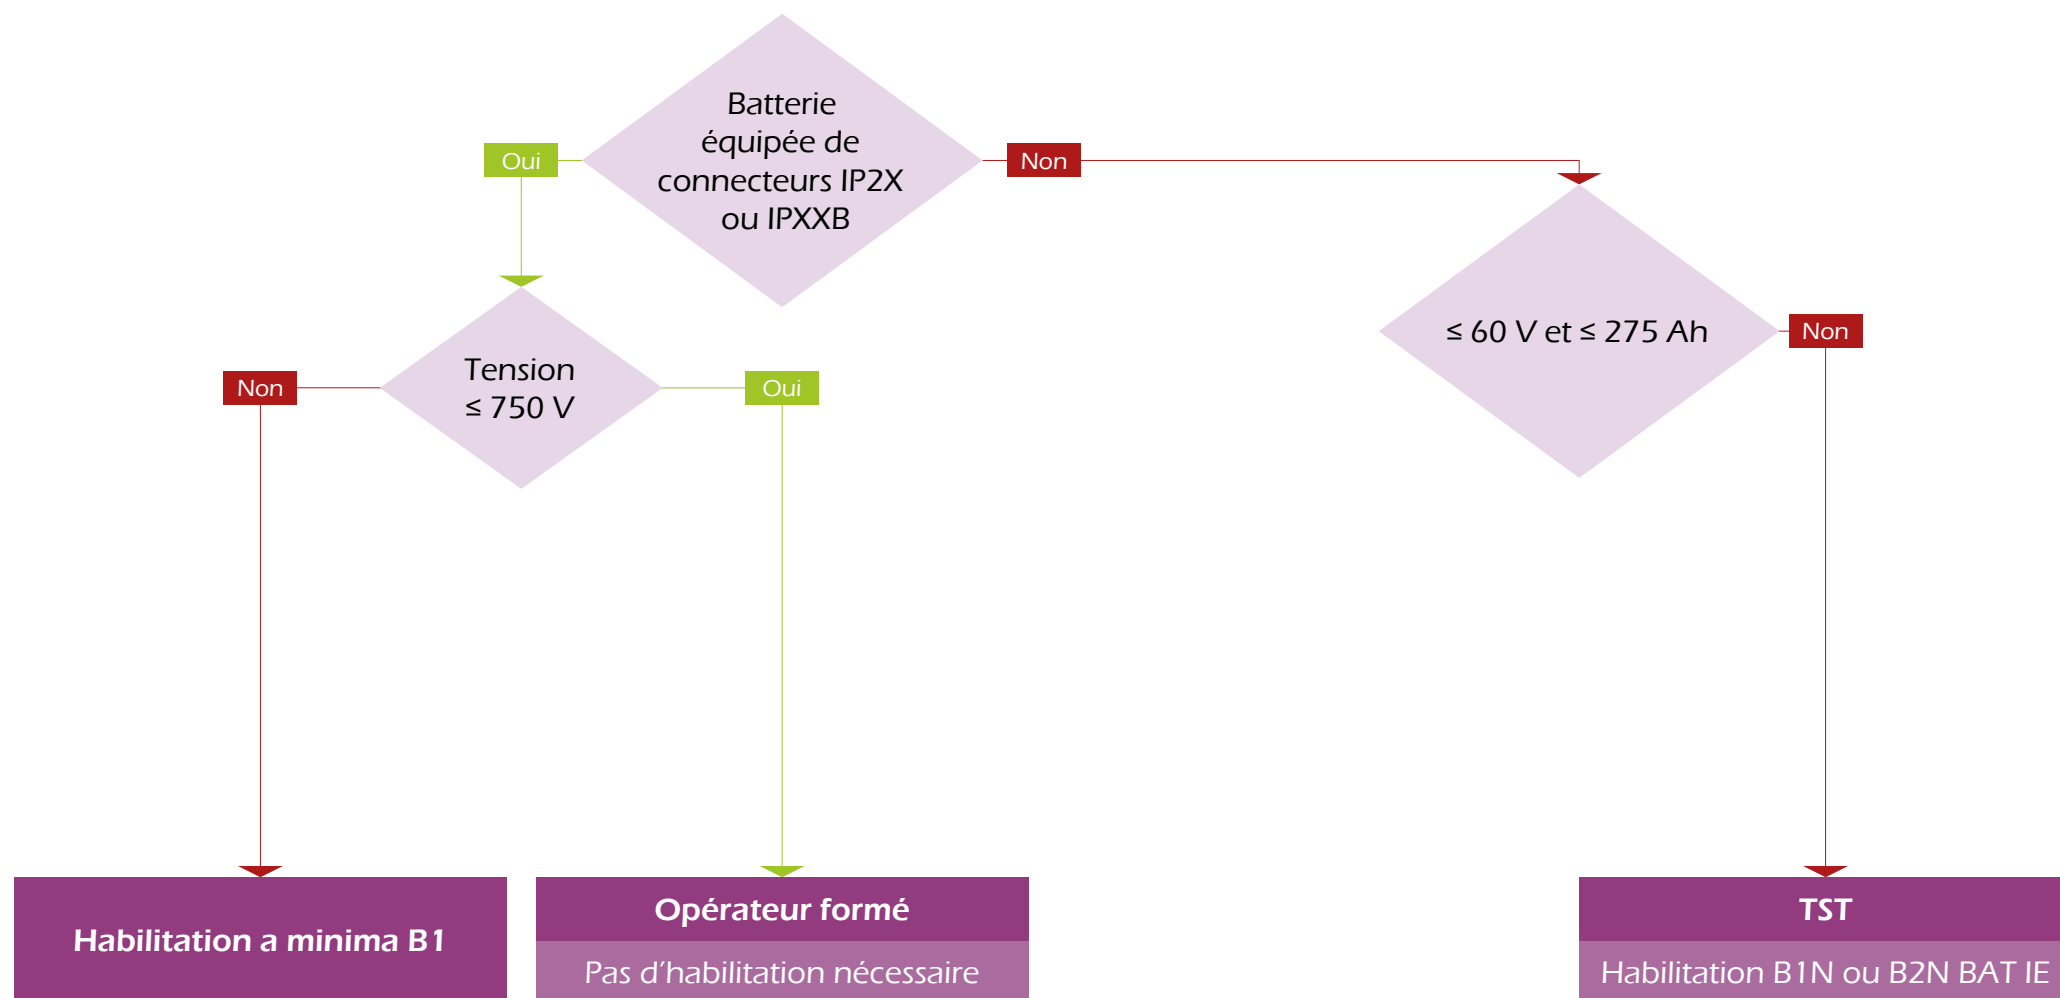 Batterie
équipée de
connecteurs IP2X
ou IPXXB
Oui
Non
≤ 60 V et ≤ 275 Ah
Non
Tension
≤ 750 V
Non
Oui
Habilitation a minima B1
Opérateur formé
Pas d’habilitation nécessaire
TST
Habilitation B1N ou B2N BAT IE